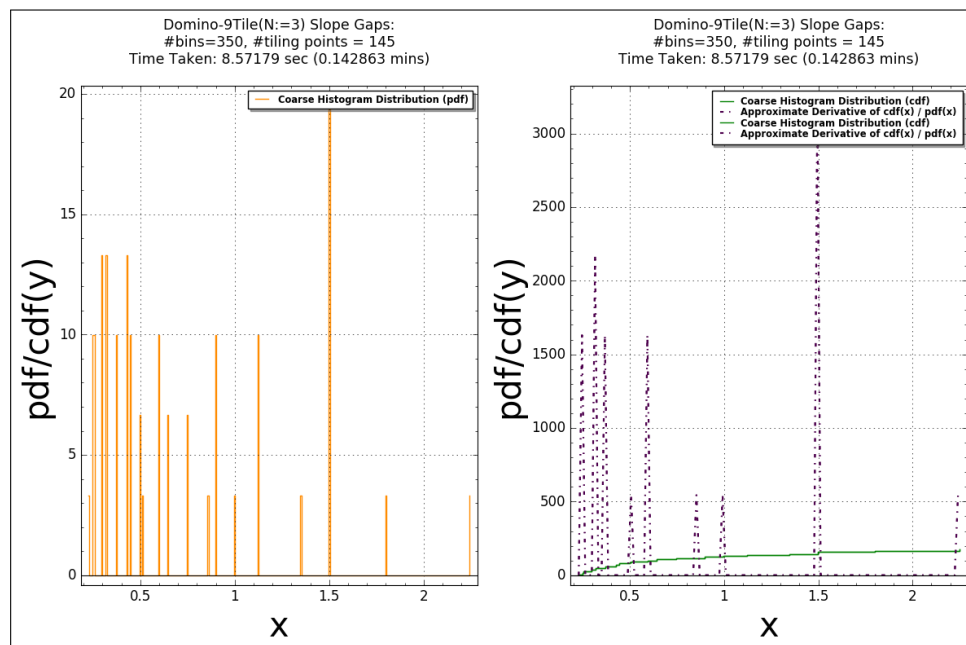 Domino-9Tile(N:=3) Slope Gaps:
#bins=350, #tiling points = 145
Time Taken: 8.57179 sec (0.142863 mins)
Coarse Histogram Distribution (pdf)
20
15
10
5
0
pdf/cdf(y)
0.5 1 1.5 2
x
Domino-9Tile(N:=3) Slope Gaps:
#bins=350, #tiling points = 145
Time Taken: 8.57179 sec (0.142863 mins)
Coarse Histogram Distribution (cdf)
Approximate Derivative of cdf(x) / pdf(x)
Coarse Histogram Distribution (cdf)
Approximate Derivative of cdf(x) / pdf(x)
3000
2500
2000
1500
1000
500
0
pdf/cdf(y)
0.5 1 1.5 2
x